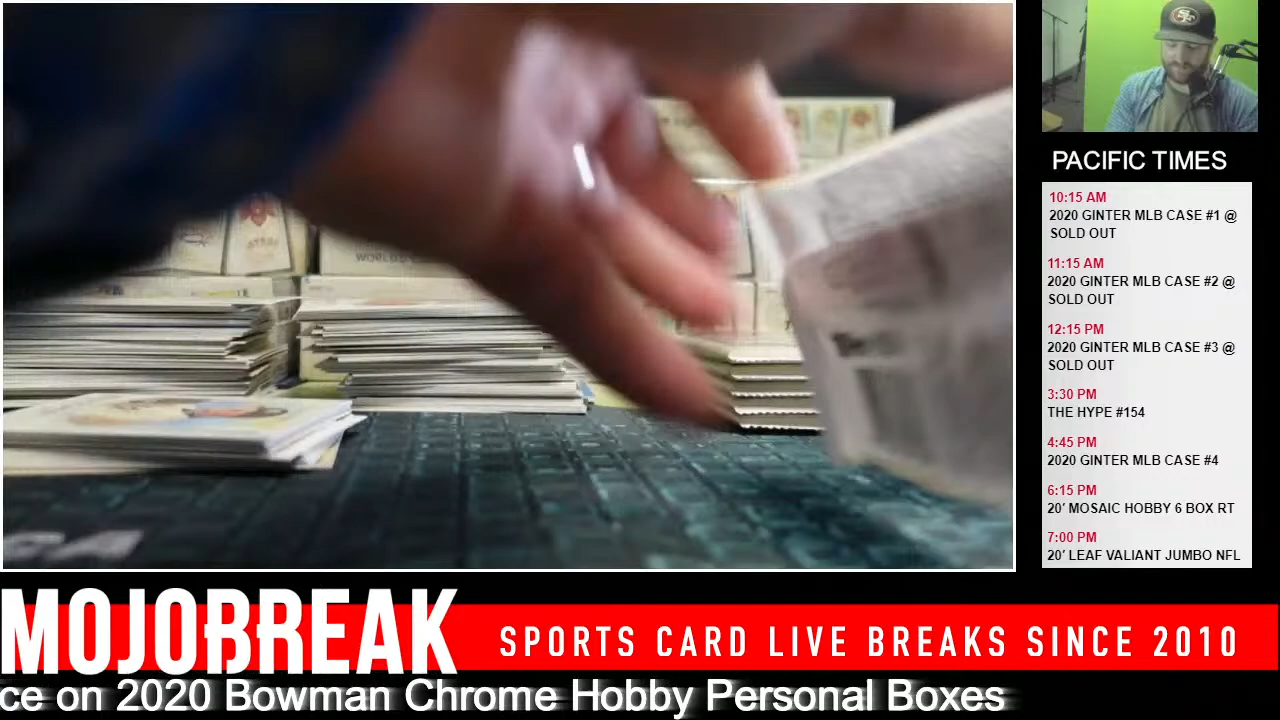 PACIFIC TIMES
10:15 AM
2020 GINTER MLB CASE #1 @
SOLD OUT
11:15 AM
2020 GINTER MLB CASE #2 @
SOLD OUT
12:15 PM
2020 GINTER MLB CASE #3 @
SOLD OUT
3:30 PM
THE HYPE #154
4:45 PM
2020 GINTER MLB CASE #4
6:15 PM
20' MOSAIC HOBBY 6 BOX RT
7:00 PM
20' LEAF VALIANT JUMBO NFL
WORLD'S
MOJOBREAK
SPORTS CARD LIVE BREAKS SINCE 2010
ce on 2020 Bowman Chrome Hobby Personal Boxes